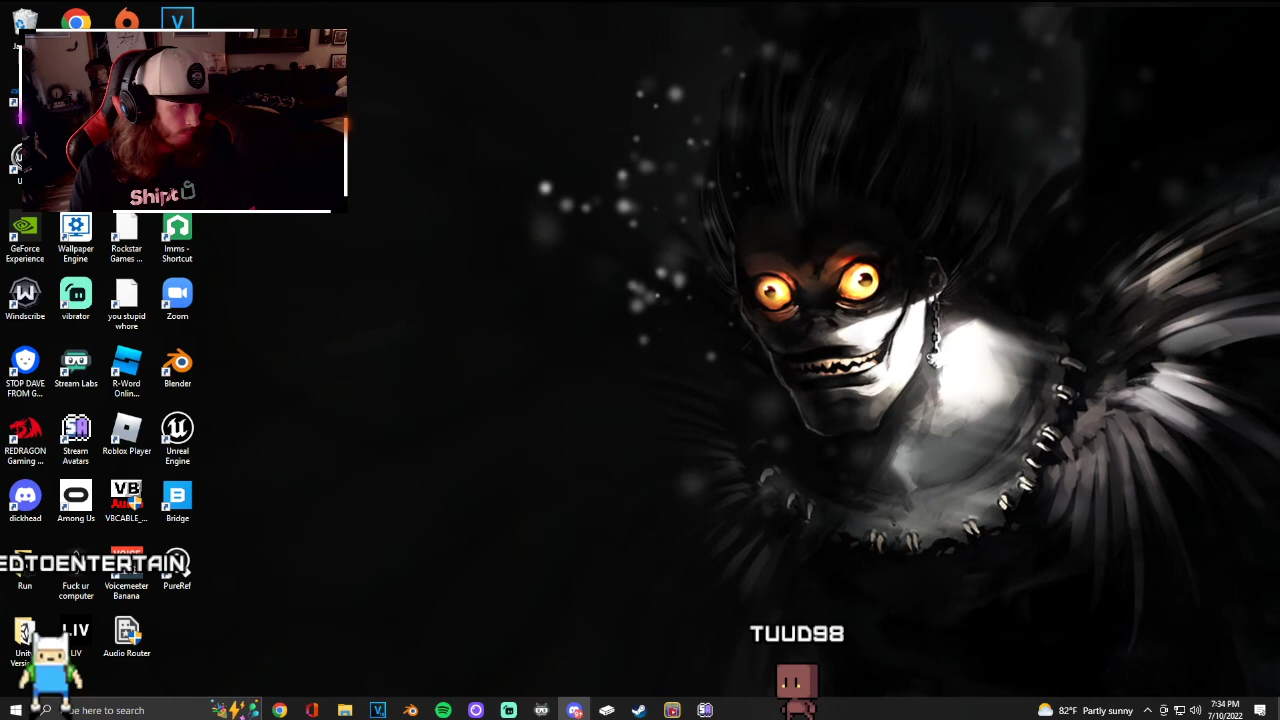 V
Shipt
GeForce
Experience
Wallpaper
Engine
Rockstar
Games ...
lmms -
Shortcut
Windscribe
vibrator
you stupid
whore
Zoom
STOP DAVE
FROM G...
Stream Labs
R-Word
Onlin...
Blender
REDRAGON
Gaming ...
Stream
Avatars
Roblox Player
Unreal
Engine
dickhead
Among Us
VBCABLE_...
Bridge
EDTOENTERTAIN
Run
Fuck ur
computer
Voicemeeter
Banana
PureRef
LIV
LIV
Audio Router
TUUD98
pe here to search
82°F Partly sunny
7:34 PM
7/10/2022